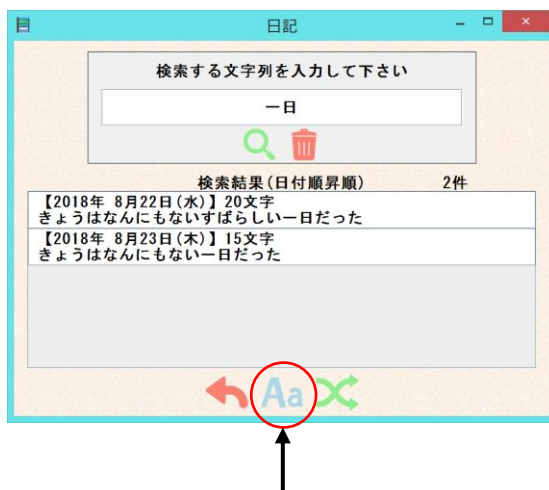 日記
検索する文字列を入力して下さい
一日
検索結果(日付順昇順) 2件
【2018年 8月22日(水)】20文字
きょうはなんにもないすばらしい一日だった
【2018年 8月23日(木)】15文字
きょうはなんにもない一日だった
Aa